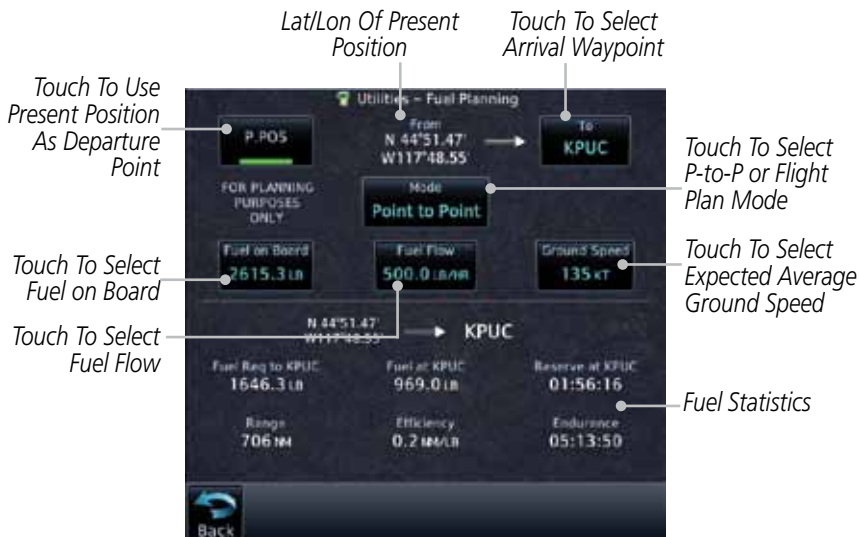 Lat/Lon Of Present
Position
Touch To Select
Arrival Waypoint
Touch To Use
Present Position
As Departure
Point
Utilities – Fuel Planning
P.POS
From
N 44°51.47'
W117°48.55'
To
KPUC
Touch To Select
P-to-P or Flight
Plan Mode
FOR PLANNING
PURPOSES
ONLY
Mode
Point to Point
Touch To Select
Fuel on Board
Fuel on Board
2615.3 LB
Fuel Flow
500.0 LB/HR
Ground Speed
135 KT
Touch To Select
Expected Average
Ground Speed
Touch To Select
Fuel Flow
N 44°51.47'
W117°48.55'
KPUC
Fuel Req to KPUC
1646.3 LB
Fuel at KPUC
969.0 LB
Reserve at KPUC
01:56:16
Fuel Statistics
Range
706 NM
Efficiency
0.2 NM/LB
Endurance
05:13:50
Back